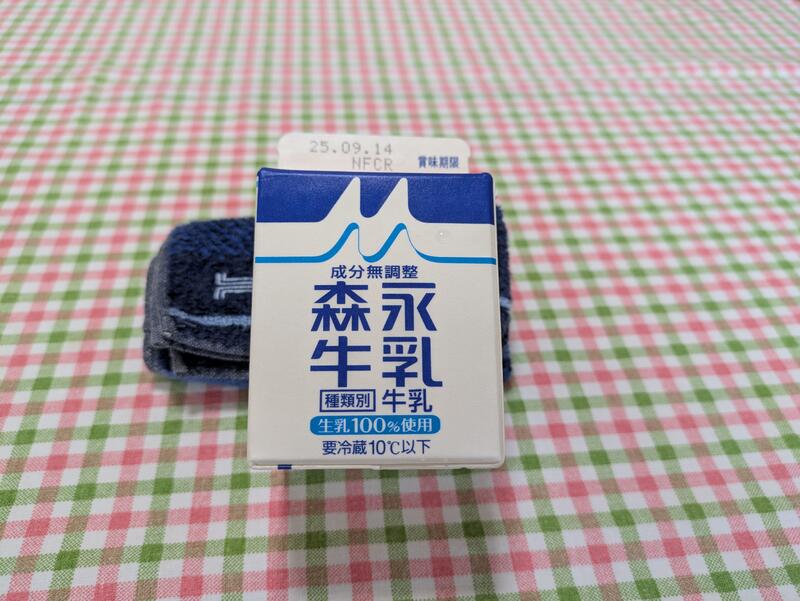 25.09.14
NFCR 賞味期限
成分無調整
森永
牛乳
種類別 牛乳
生乳100%使用
要冷蔵10℃以下